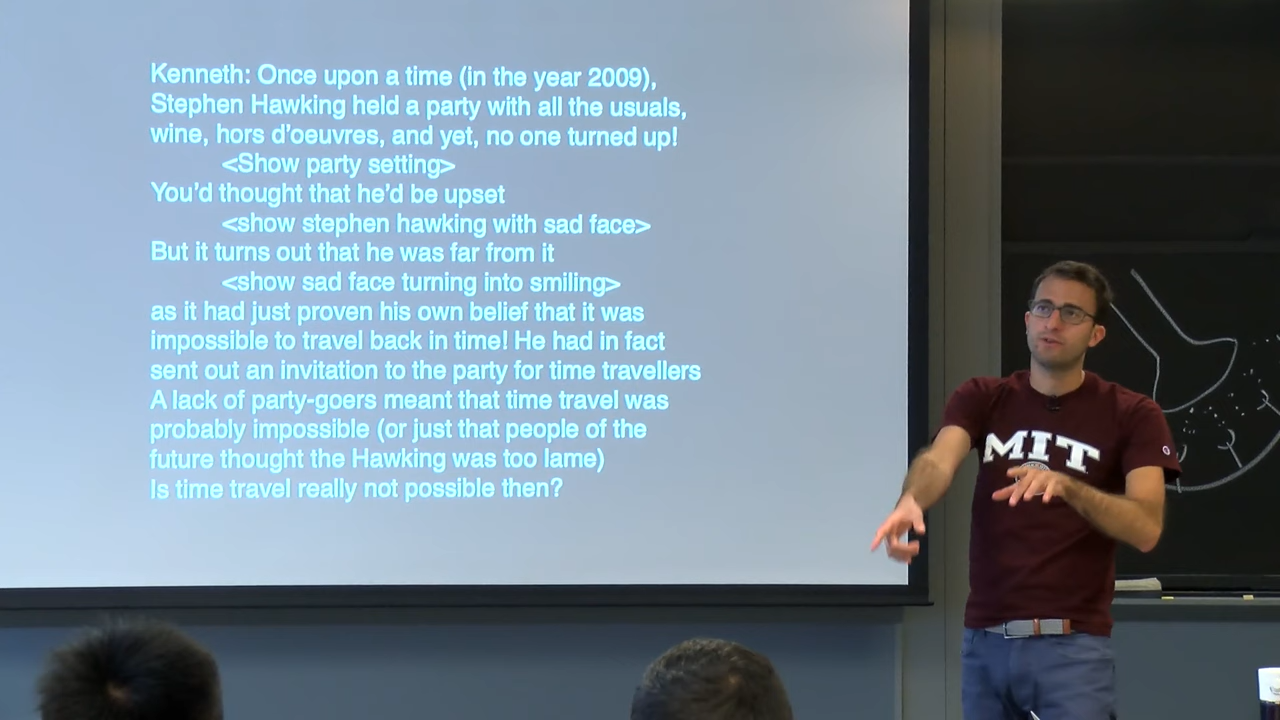 Kenneth: Once upon a time (in the year 2009),
Stephen Hawking held a party with all the usuals,
wine, hors d'oeuvres, and yet, no one turned up!
<Show party setting>
You'd thought that he'd be upset
<show stephen hawking with sad face>
But it turns out that he was far from it
<show sad face turning into smiling>
as it had just proven his own belief that it was
impossible to travel back in time! He had in fact
sent out an invitation to the party for time travellers
A lack of party-goers meant that time travel was
probably impossible (or just that people of the
future thought the Hawking was too lame)
Is time travel really not possible then?
MIT